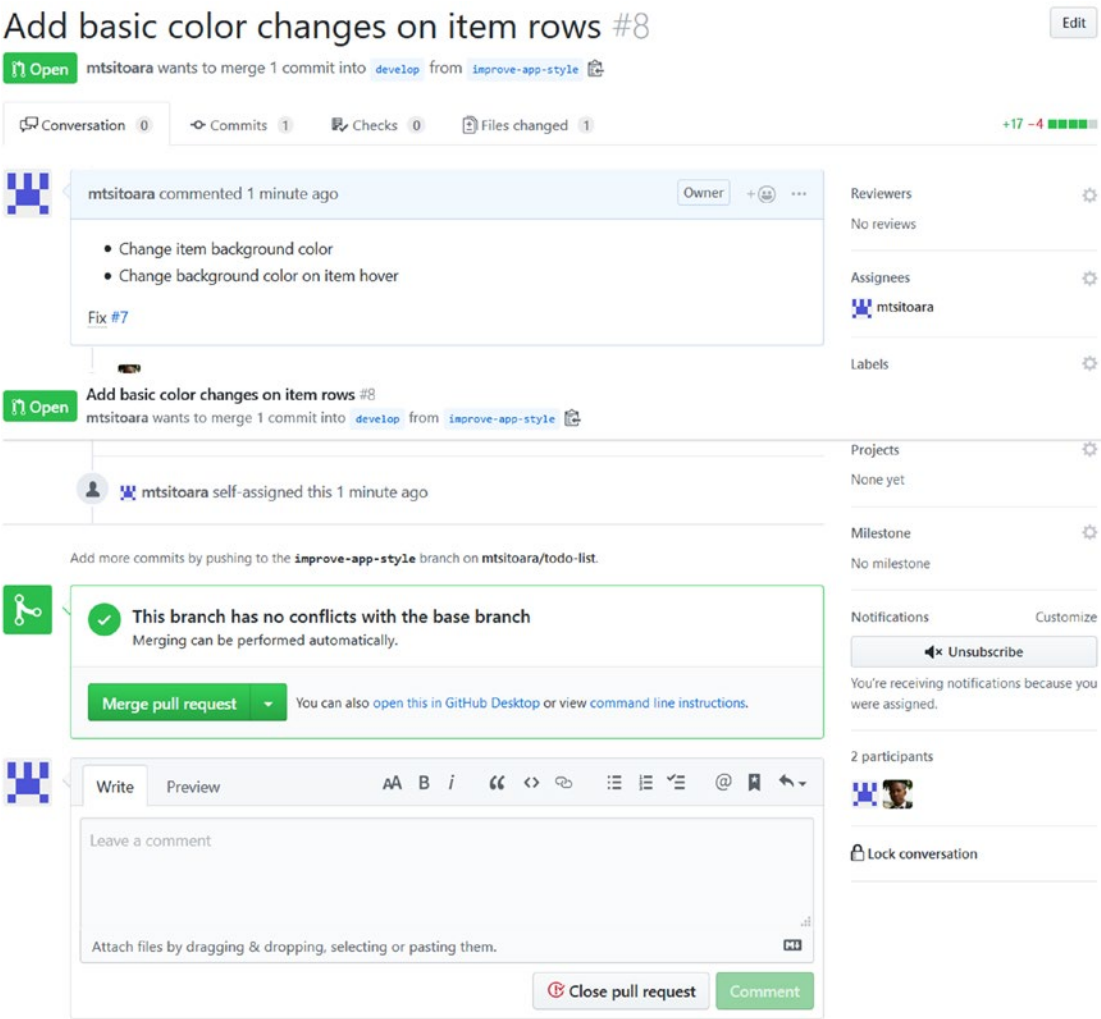 Add basic color changes on item rows #8
Edit
Open mtsitoara wants to merge 1 commit into develop from improve-app-style
Conversation 0 Commits 1 Checks 0 Files changed 1 +17 −4
mtsitoara commented 1 minute ago Owner
• Change item background color
• Change background color on item hover
Fix #7
Open
Add basic color changes on item rows #8
mtsitoara wants to merge 1 commit into develop from improve-app-style
mtsitoara self-assigned this 1 minute ago
Add more commits by pushing to the improve-app-style branch on mtsitoara/todo-list.
This branch has no conflicts with the base branch
Merging can be performed automatically.
Merge pull request You can also open this in GitHub Desktop or view command line instructions.
Write Preview AA B i
Leave a comment
Attach files by dragging & dropping, selecting or pasting them.
Close pull request Comment
Reviewers
No reviews
Assignees
mtsitoara
Labels
Projects
None yet
Milestone
No milestone
Notifications Customize
Unsubscribe
You're receiving notifications because you
were assigned.
2 participants
Lock conversation